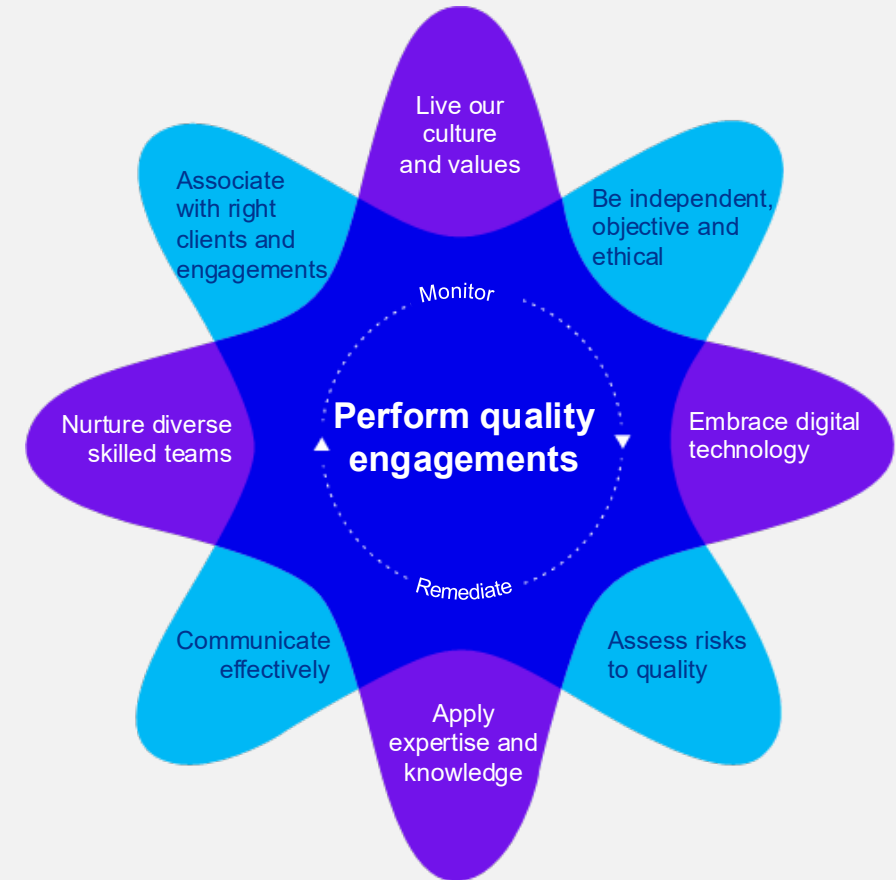 Live our
culture
and values
Be independent,
objective and
ethical
Embrace digital
technology
Assess risks
to quality
Apply
expertise and
knowledge
Communicate
effectively
Nurture diverse
skilled teams
Associate
with right
clients and
engagements
Monitor
Perform quality
engagements
Remediate